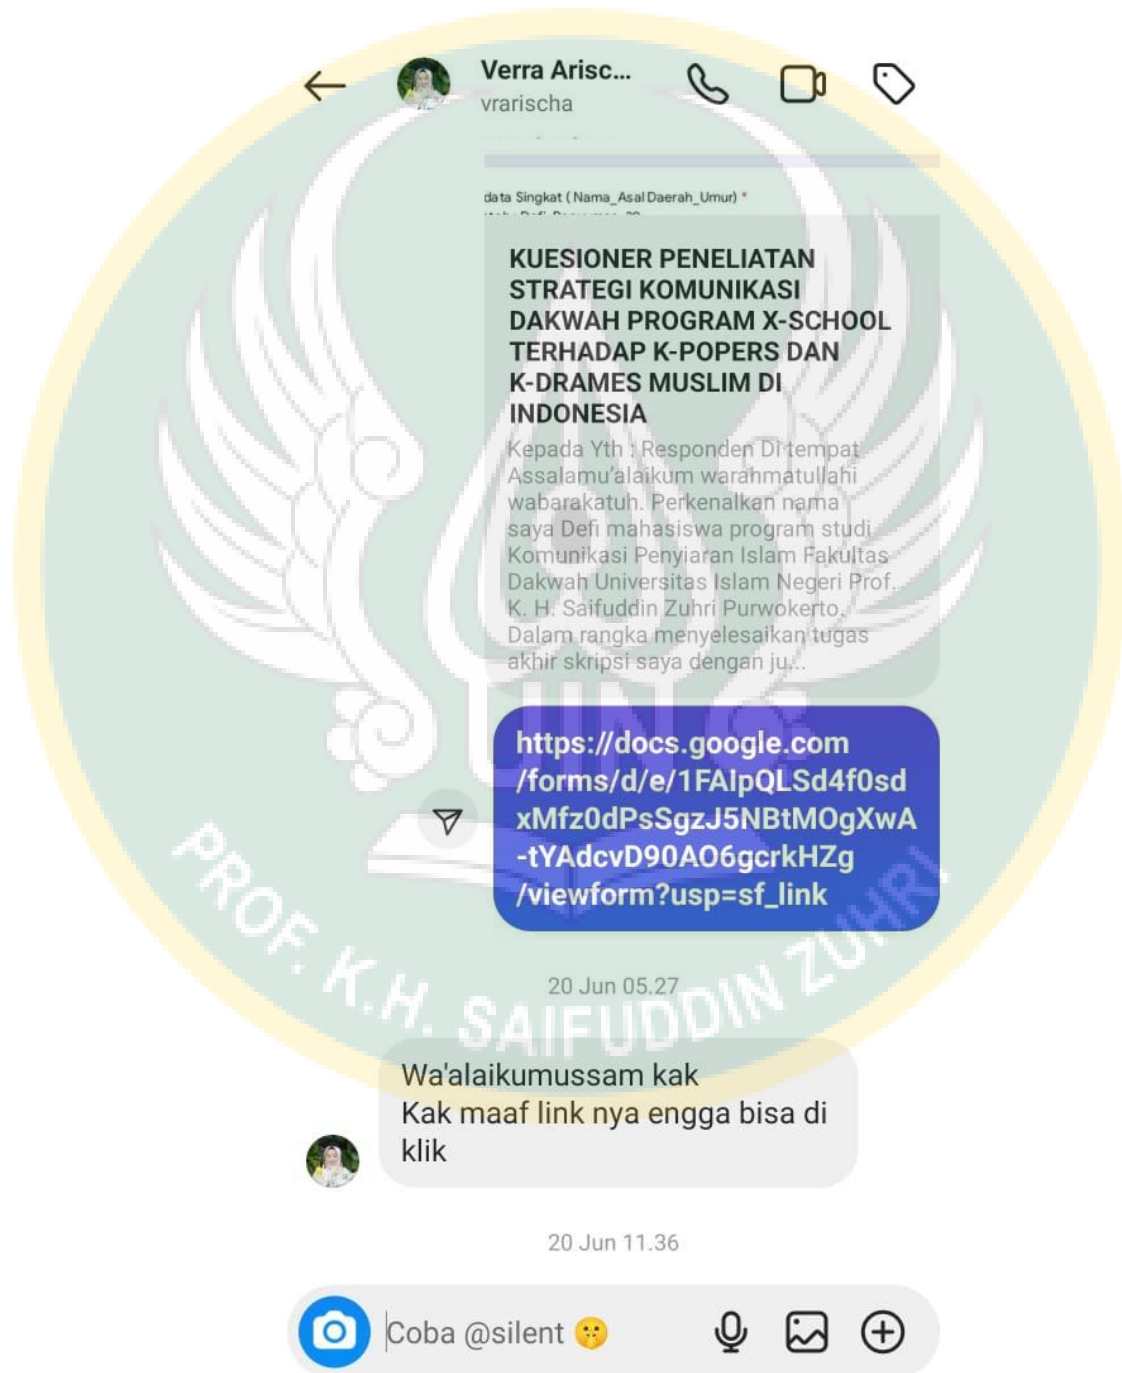 Verra Arisc...
vrarischa
data Singkat ( Nama_Asal Daerah_Umur) *
KUESIONER PENELIATAN
STRATEGI KOMUNIKASI
DAKWAH PROGRAM X-SCHOOL
TERHADAP K-POPERS DAN
K-DRAMES MUSLIM DI
INDONESIA
Kepada Yth : Responden Di tempat
Assalamu'alaikum warahmatullahi
wabarakatuh. Perkenalkan nama
saya Defi mahasiswa program studi
Komunikasi Penyiaran Islam Fakultas
Dakwah Universitas Islam Negeri Prof.
K. H. Saifuddin Zuhri Purwokerto.
Dalam rangka menyelesaikan tugas
akhir skripsi saya dengan ju...
UIN
https://docs.google.com
/forms/d/e/1FAIpQLSd4f0sd
xMfz0dPsSgzJ5NBtMOgXwA
-tYAdcvD90AO6gcrkHZg
/viewform?usp=sf_link
PROF. K.H. SAIFUDDIN ZUHRI
20 Jun 05.27
Wa'alaikumussam kak
Kak maaf link nya engga bisa di
klik
20 Jun 11.36
Coba @silent 🤫